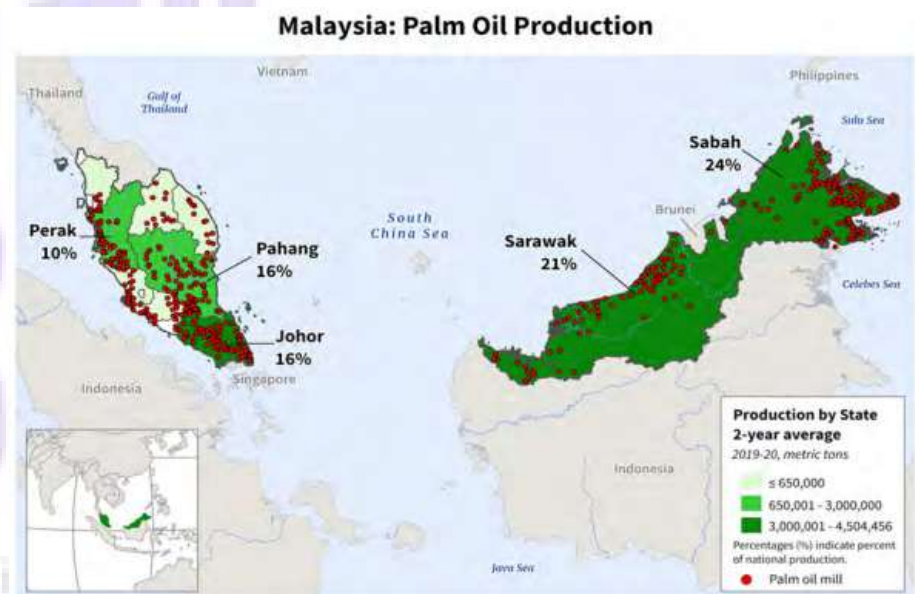 Malaysia: Palm Oil Production
Vietnam
Philippines
Thailand
Gulf of
Thailand
Sulu Sea
Sabah
24%
Brunei
South
China Sea
Perak
10%
Pahang
16%
Sarawak
21%
Celebes Sea
Johor
16%
Singapore
Indonesia
Indonesia
Java Sea
Production by State
2-year average
2019-20, metric tons
≤ 650,000
650,001 - 3,000,000
3,000,001 - 4,504,456
Percentages (%) indicate percent
of national production.
Palm oil mill